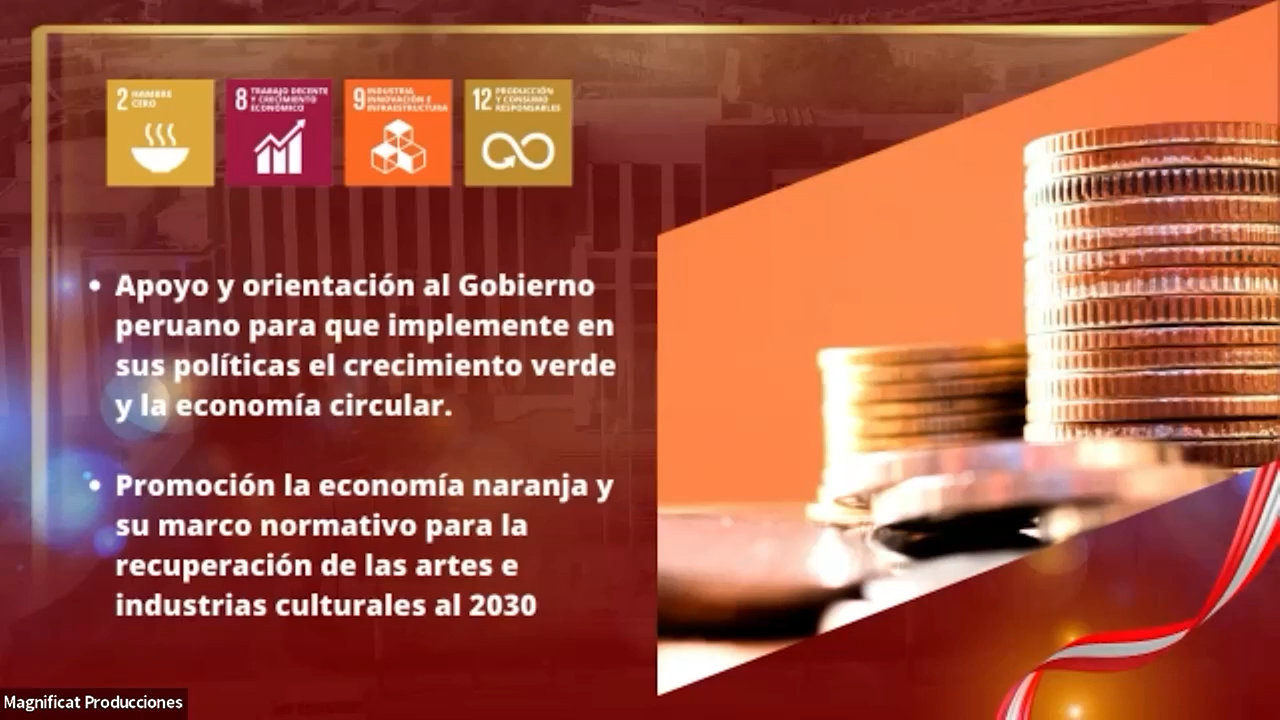 2 HAMBRE
CERO
8 TRABAJO DECENTE
Y CRECIMIENTO
ECONÓMICO
9 INDUSTRIA
INNOVACIÓN E
INFRAESTRUCTURA
12 PRODUCCIÓN
Y CONSUMO
RESPONSABLES
• Apoyo y orientación al Gobierno
peruano para que implemente en
sus políticas el crecimiento verde
y la economía circular.
• Promoción la economía naranja y
su marco normativo para la
recuperación de las artes e
industrias culturales al 2030
Magnificat Producciones